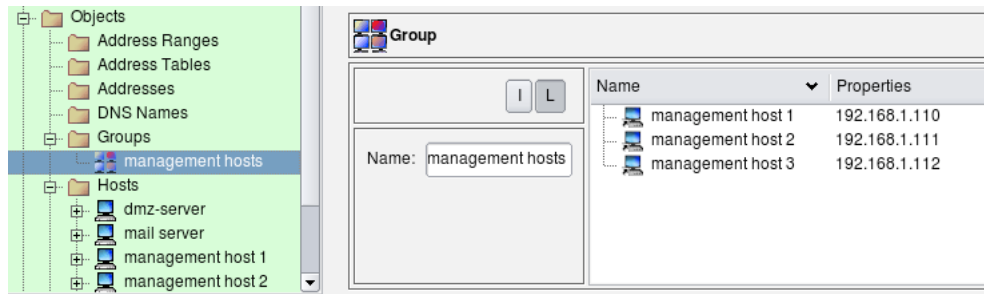 Objects
Address Ranges
Address Tables
Addresses
DNS Names
Groups
management hosts
Hosts
dmz-server
mail server
management host 1
management host 2
Group
I L
Name: management hosts
Name Properties
management host 1 192.168.1.110
management host 2 192.168.1.111
management host 3 192.168.1.112